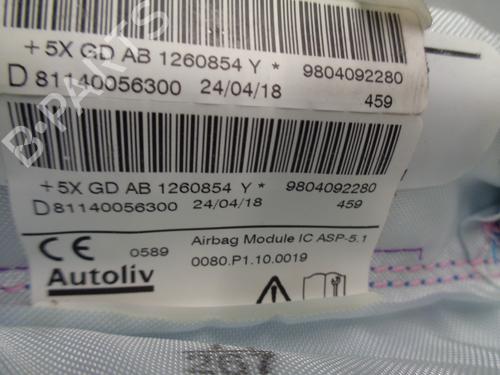 +5X GD AB 1260854 Y * 9804092280
D 81140056300 24/04/18 459
+5X GD AB 1260854 Y * 9804092280
D 81140056300 24/04/18 459
CE 0589 Airbag Module IC ASP-5.1
Autoliv 0080.P1.10.0019
B-PARTS